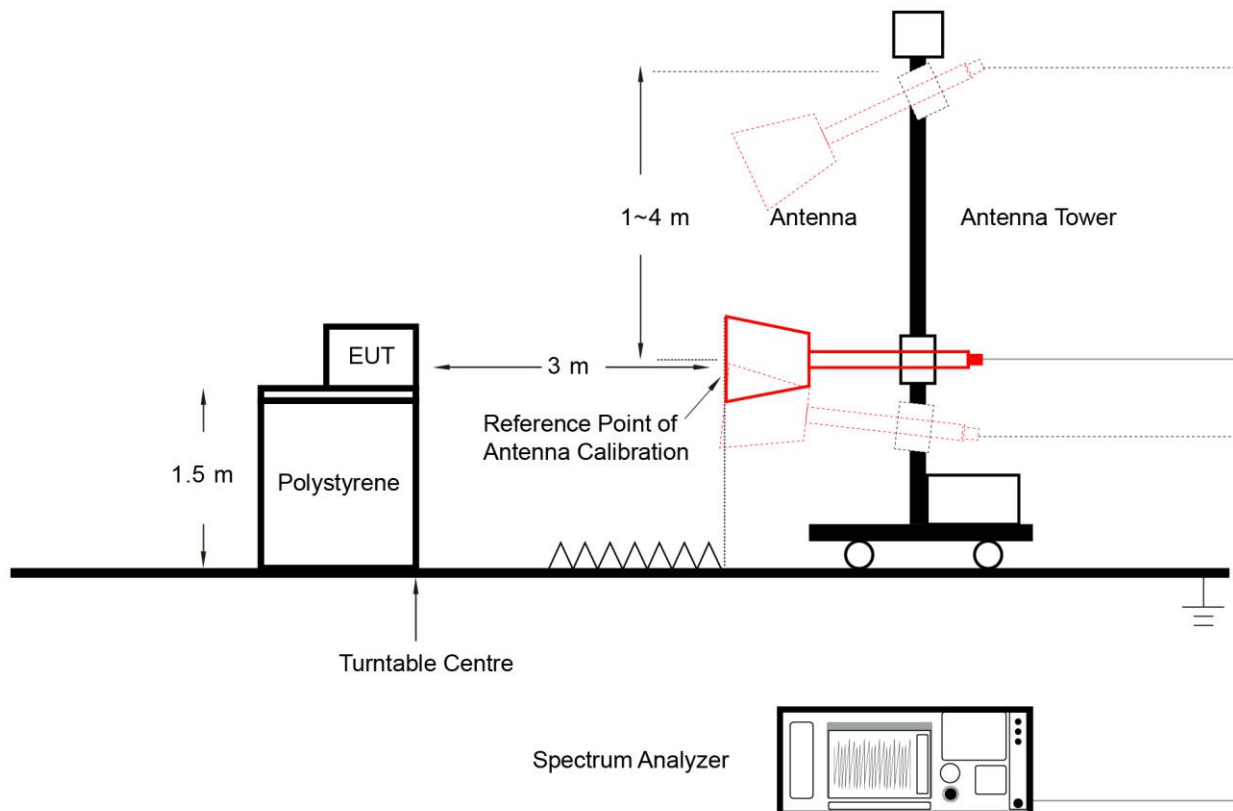 1~4 m
Antenna
Antenna Tower
EUT
3 m
Reference Point of
Antenna Calibration
1.5 m
Polystyrene
Turntable Centre
Spectrum Analyzer